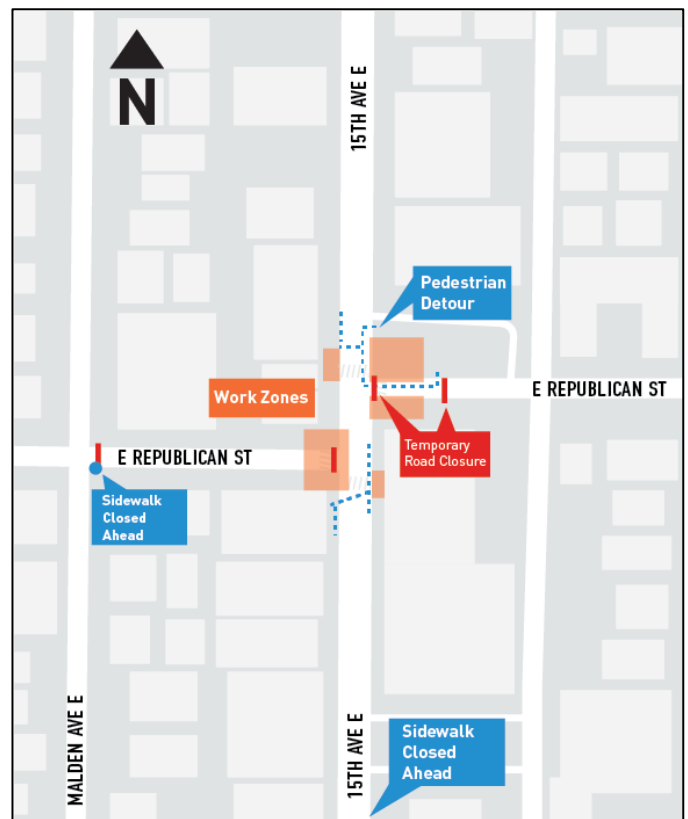 N
15TH AVE E
Pedestrian
Detour
Work Zones
E REPUBLICAN ST
Temporary
Road Closure
E REPUBLICAN ST
Sidewalk
Closed
Ahead
MALDEN AVE E
15TH AVE E
Sidewalk
Closed
Ahead